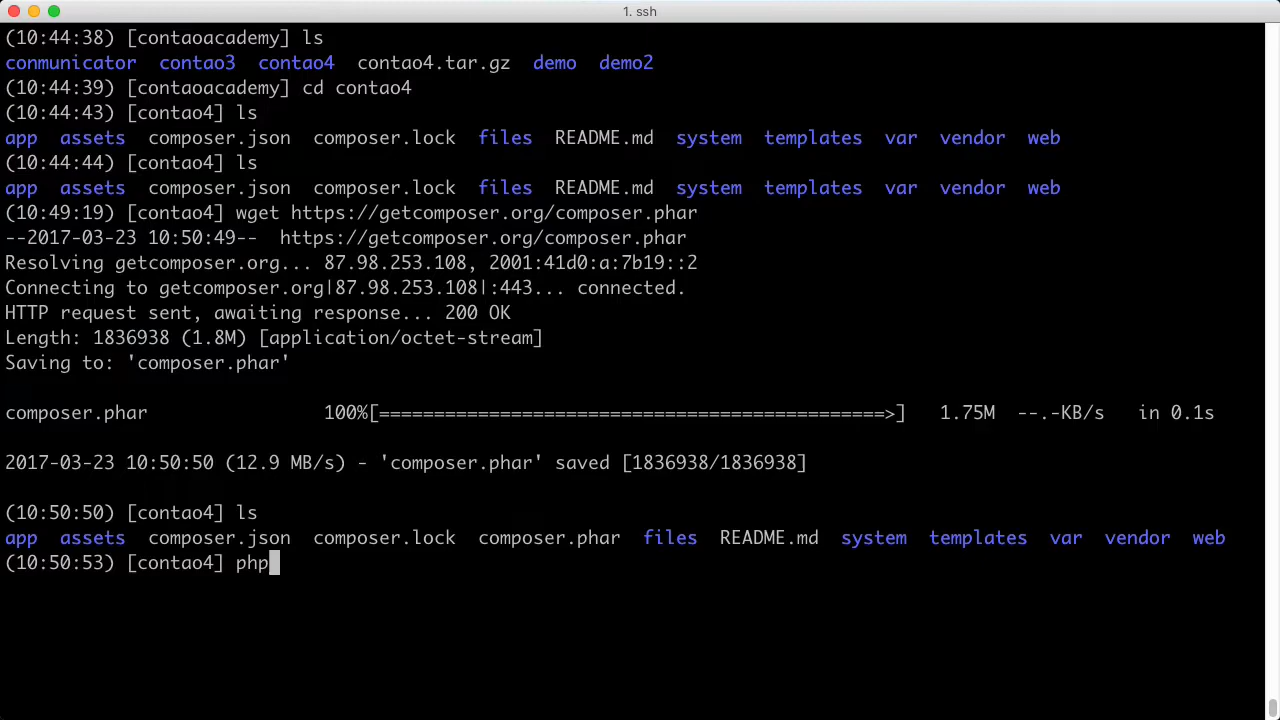 1. ssh
(10:44:38) [contaoacademy] ls
conmunicator contao3 contao4 contao4.tar.gz demo demo2
(10:44:39) [contaoacademy] cd contao4
(10:44:43) [contao4] ls
app assets composer.json composer.lock files README.md system templates var vendor web
(10:44:44) [contao4] ls
app assets composer.json composer.lock files README.md system templates var vendor web
(10:49:19) [contao4] wget https://getcomposer.org/composer.phar
--2017-03-23 10:50:49-- https://getcomposer.org/composer.phar
Resolving getcomposer.org... 87.98.253.108, 2001:41d0:a:7b19::2
Connecting to getcomposer.org|87.98.253.108|:443... connected.
HTTP request sent, awaiting response... 200 OK
Length: 1836938 (1.8M) [application/octet-stream]
Saving to: 'composer.phar'
composer.phar 100%[==============================================>] 1.75M --.-KB/s in 0.1s
2017-03-23 10:50:50 (12.9 MB/s) - 'composer.phar' saved [1836938/1836938]
(10:50:50) [contao4] ls
app assets composer.json composer.lock composer.phar files README.md system templates var vendor web
(10:50:53) [contao4] php